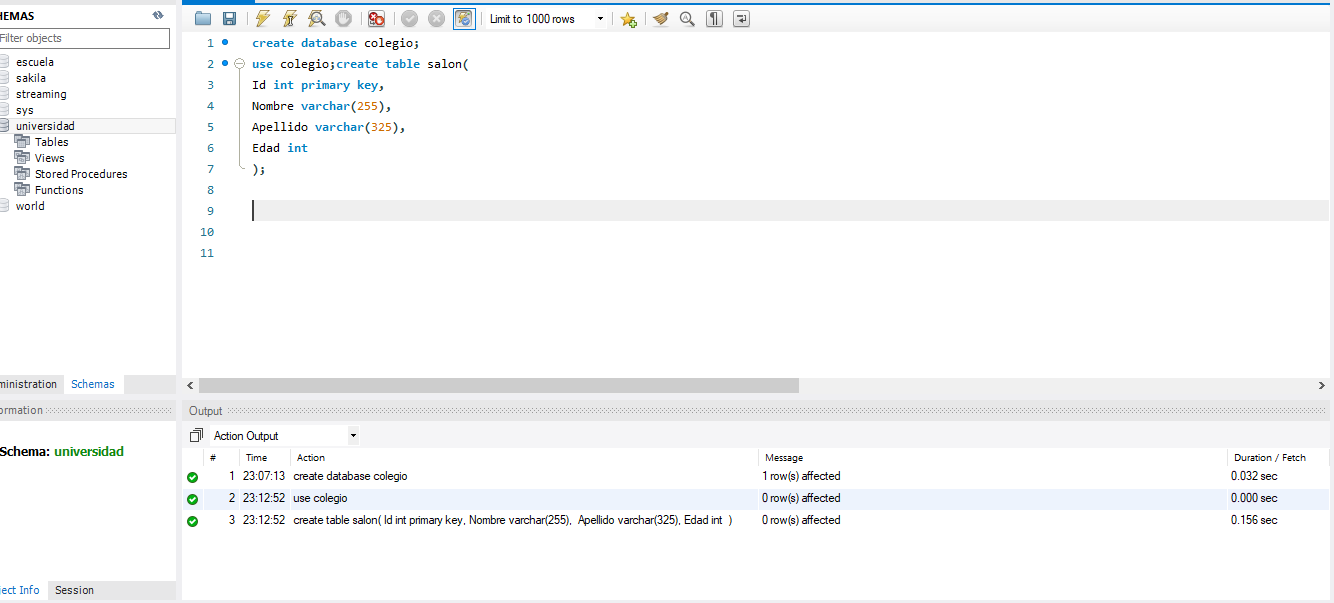 HEMAS
Filter objects
escuela
sakila
streaming
sys
universidad
Tables
Views
Stored Procedures
Functions
world
ministration Schemas
ormation
Schema: universidad
ject Info Session
Limit to 1000 rows
1 create database colegio;
2 use colegio;create table salon(
3 Id int primary key,
4 Nombre varchar(255),
5 Apellido varchar(325),
6 Edad int
7 );
8
9
10
11
Output
Action Output
# Time Action Message Duration / Fetch
1 23:07:13 create database colegio 1 row(s) affected 0.032 sec
2 23:12:52 use colegio 0 row(s) affected 0.000 sec
3 23:12:52 create table salon( Id int primary key, Nombre varchar(255), Apellido varchar(325), Edad int ) 0 row(s) affected 0.156 sec